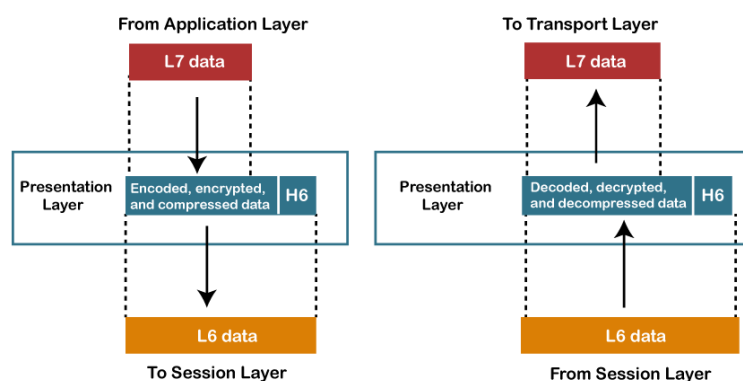 From Application Layer
L7 data
Presentation
Layer
Encoded, encrypted,
and compressed data
H6
L6 data
To Session Layer
To Transport Layer
L7 data
Presentation
Layer
Decoded, decrypted,
and decompressed data
H6
L6 data
From Session Layer